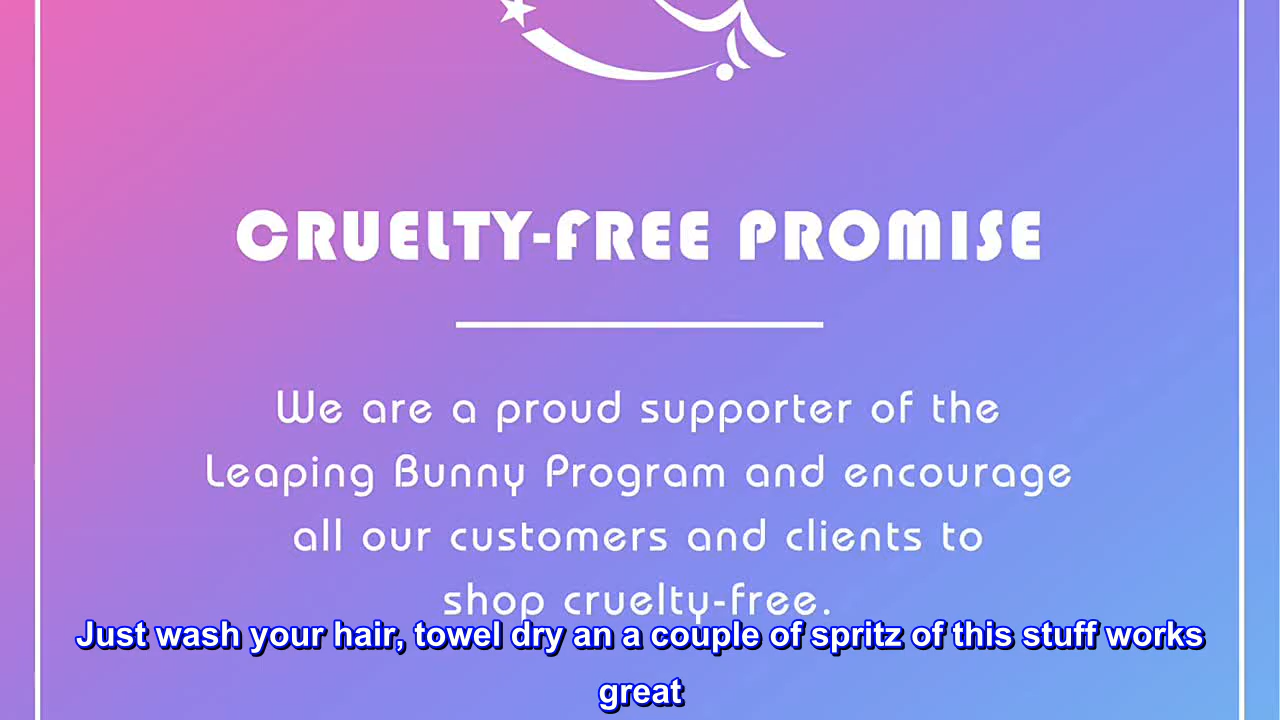 CRUELTY-FREE PROMISE
We are a proud supporter of the
Leaping Bunny Program and encourage
all our customers and clients to
shop cruelty-free.
Just wash your hair, towel dry an a couple of spritz of this stuff works
great